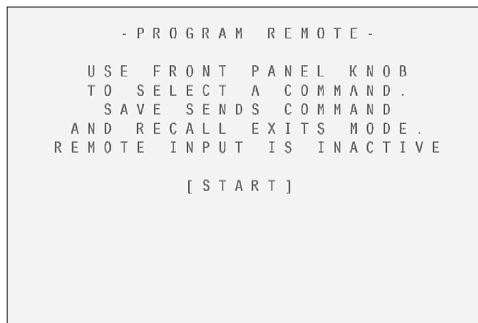 -PROGRAM REMOTE-
USE FRONT PANEL KNOB
TO SELECT A COMMAND.
SAVE SENDS COMMAND
AND RECALL EXITS MODE.
REMOTE INPUT IS INACTIVE
[START]